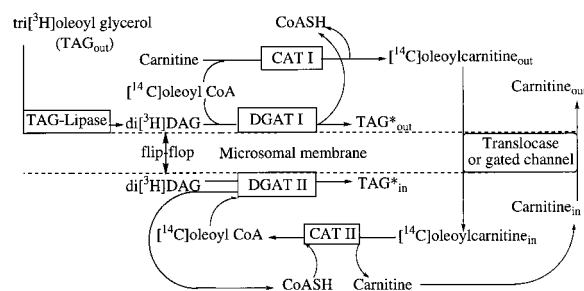 tri[³H]oleoyl glycerol
(TAGout)
CoASH
Carnitine
CAT I
[¹⁴C]oleoylcarnitineout
[¹⁴C]oleoyl CoA
Carnitineout
TAG-Lipase
di[³H]DAG
DGAT I
TAG*out
flip-flop
Microsomal membrane
Translocase
or gated channel
di[³H]DAG
DGAT II
TAG*in
Carnitinein
[¹⁴C]oleoyl CoA
CAT II
[¹⁴C]oleoylcarnitinein
CoASH
Carnitine